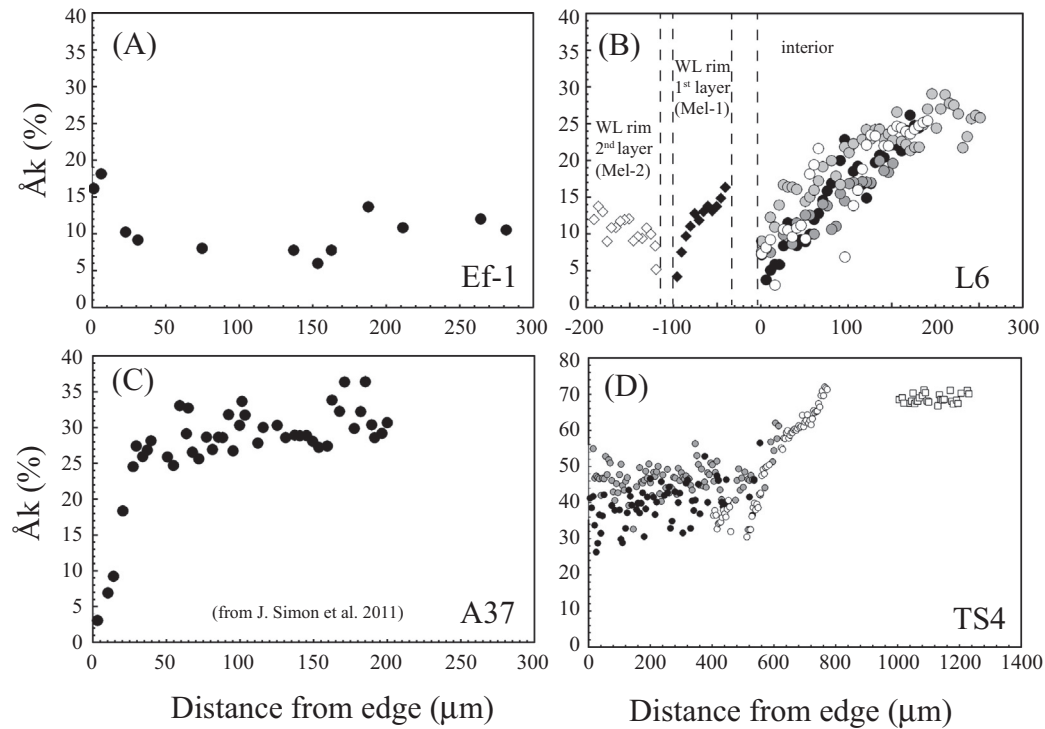 (A)
(B)
interior
WL rim
1st layer
(Mel-1)
WL rim
2nd layer
(Mel-2)
Åk (%)
40
35
30
25
20
15
10
5
0
40
35
30
25
20
15
10
5
0
Ef-1
L6
0 50 100 150 200 250 300
-200 -100 0 100 200 300
(C)
(D)
Åk (%)
40
35
30
25
20
15
10
5
0
80
70
60
50
40
30
20
10
0
(from J. Simon et al. 2011)
A37
TS4
0 50 100 150 200 250 300
0 200 400 600 800 1000 1200 1400
Distance from edge (μm)
Distance from edge (μm)